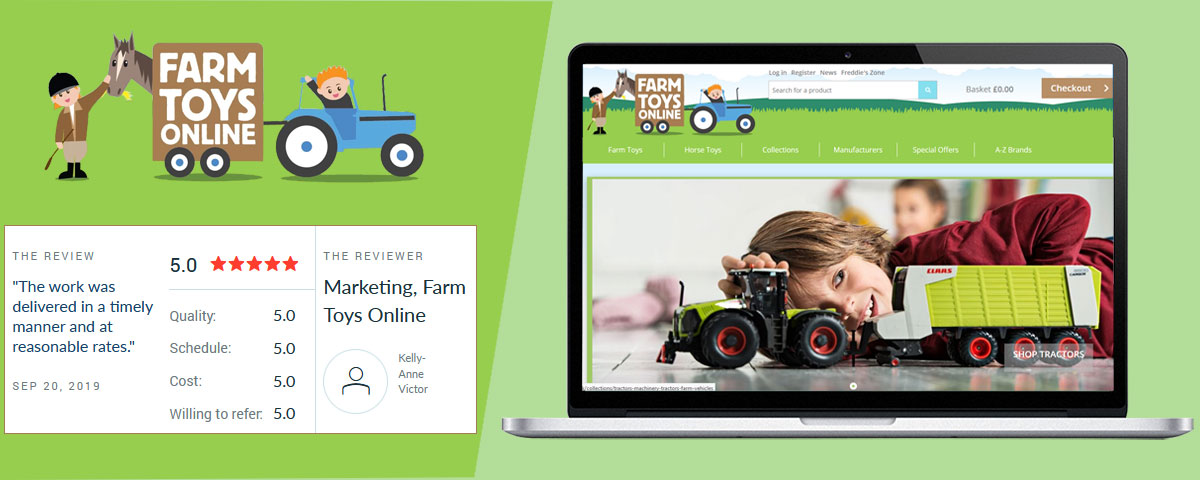 FARM
TOYS
ONLINE
THE REVIEW
"The work was
delivered in a timely
manner and at
reasonable rates."
SEP 20, 2019
5.0
Quality: 5.0
Schedule: 5.0
Cost: 5.0
Willing to refer: 5.0
THE REVIEWER
Marketing, Farm
Toys Online
Kelly-
Anne
Victor
Log in Register News Freddie's Zone
FARM
TOYS
ONLINE
Search for a product
Basket £0.00
Checkout
Farm Toys Horse Toys Collections Manufacturers Special Offers A-Z Brands
CLAAS
SHOP TRACTORS
/collections/tractors-machinery-tractors-farm-vehicles